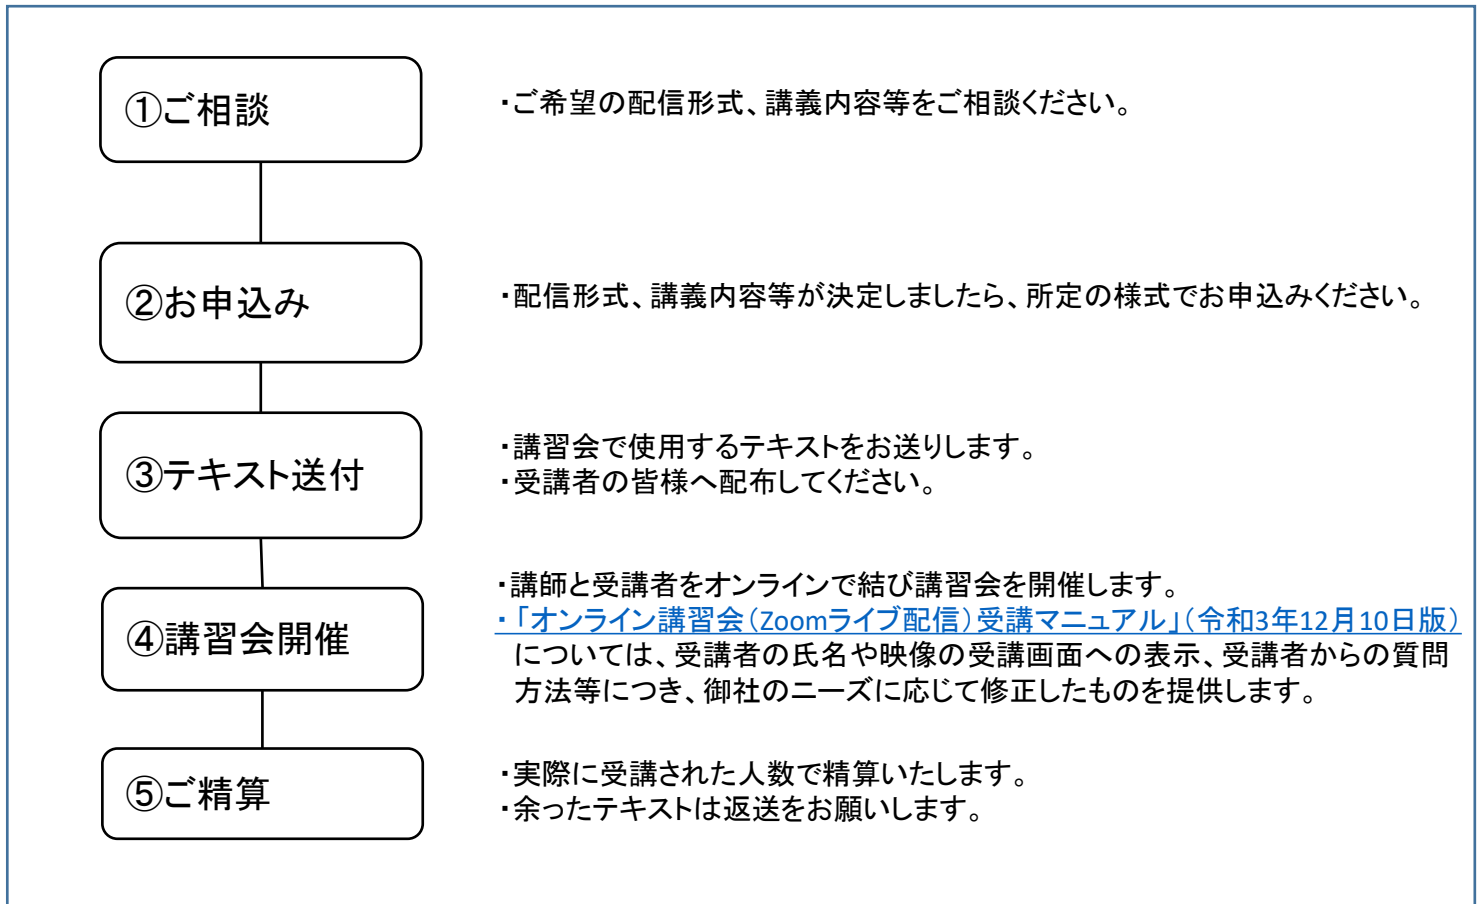 ①ご相談
・ご希望の配信形式、講義内容等をご相談ください。
②お申込み
・配信形式、講義内容等が決定しましたら、所定の様式でお申込みください。
③テキスト送付
・講習会で使用するテキストをお送りします。
・受講者の皆様へ配布してください。
④講習会開催
・講師と受講者をオンラインで結び講習会を開催します。
・「オンライン講習会（Zoomライブ配信）受講マニュアル」（令和3年12月10日版）
については、受講者の氏名や映像の受講画面への表示、受講者からの質問
方法等につき、御社のニーズに応じて修正したものを提供します。
⑤ご精算
・実際に受講された人数で精算いたします。
・余ったテキストは返送をお願いします。